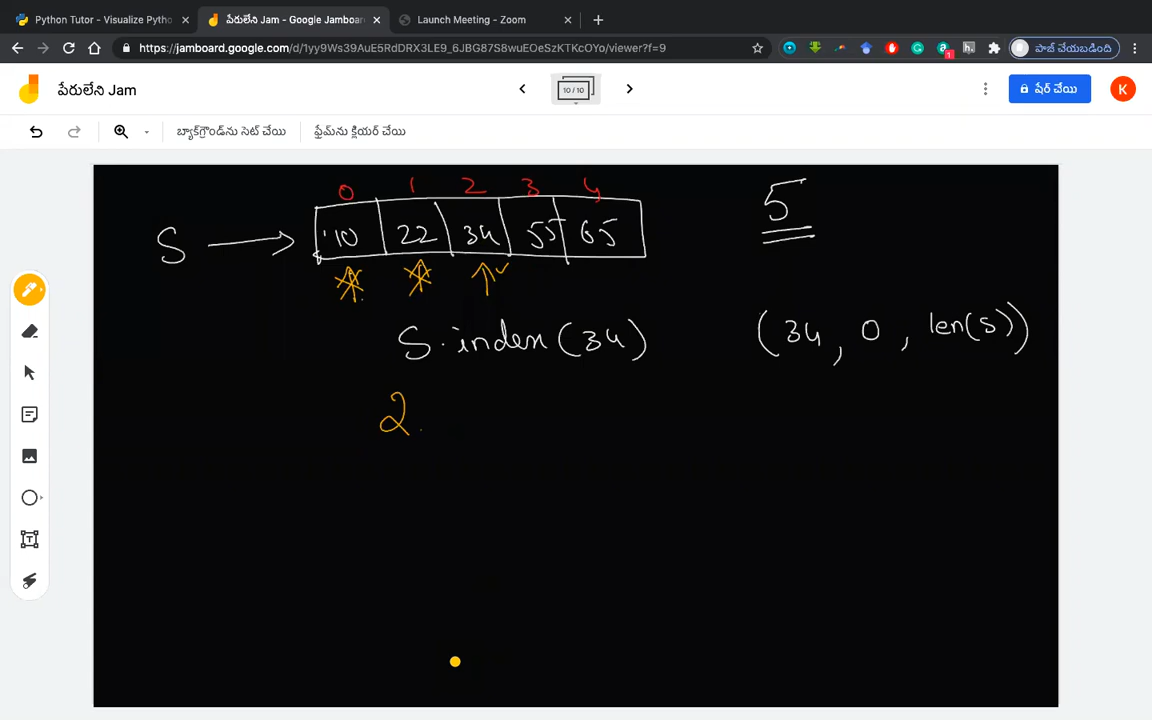 Python Tutor - Visualize Pytho
పేరులేని Jam - Google Jamboar
Launch Meeting - Zoom
https://jamboard.google.com/d/1yy9Ws39AuE5RdDRX3LE9_6JBG87S8wuEOeSzKTKcOYo/viewer?f=9
పాజ్ చేయబడింది
పేరులేని Jam
10 / 10
షేర్ చేయి
K
బ్యాక్‌గ్రౌండ్‌ను సెట్ చేయి
ఫ్రేమ్‌ను క్లియర్ చేయి
0 1 2 3 4
S 10 22 34 55 65
5
S.index(34)
(34, 0, len(s))
2